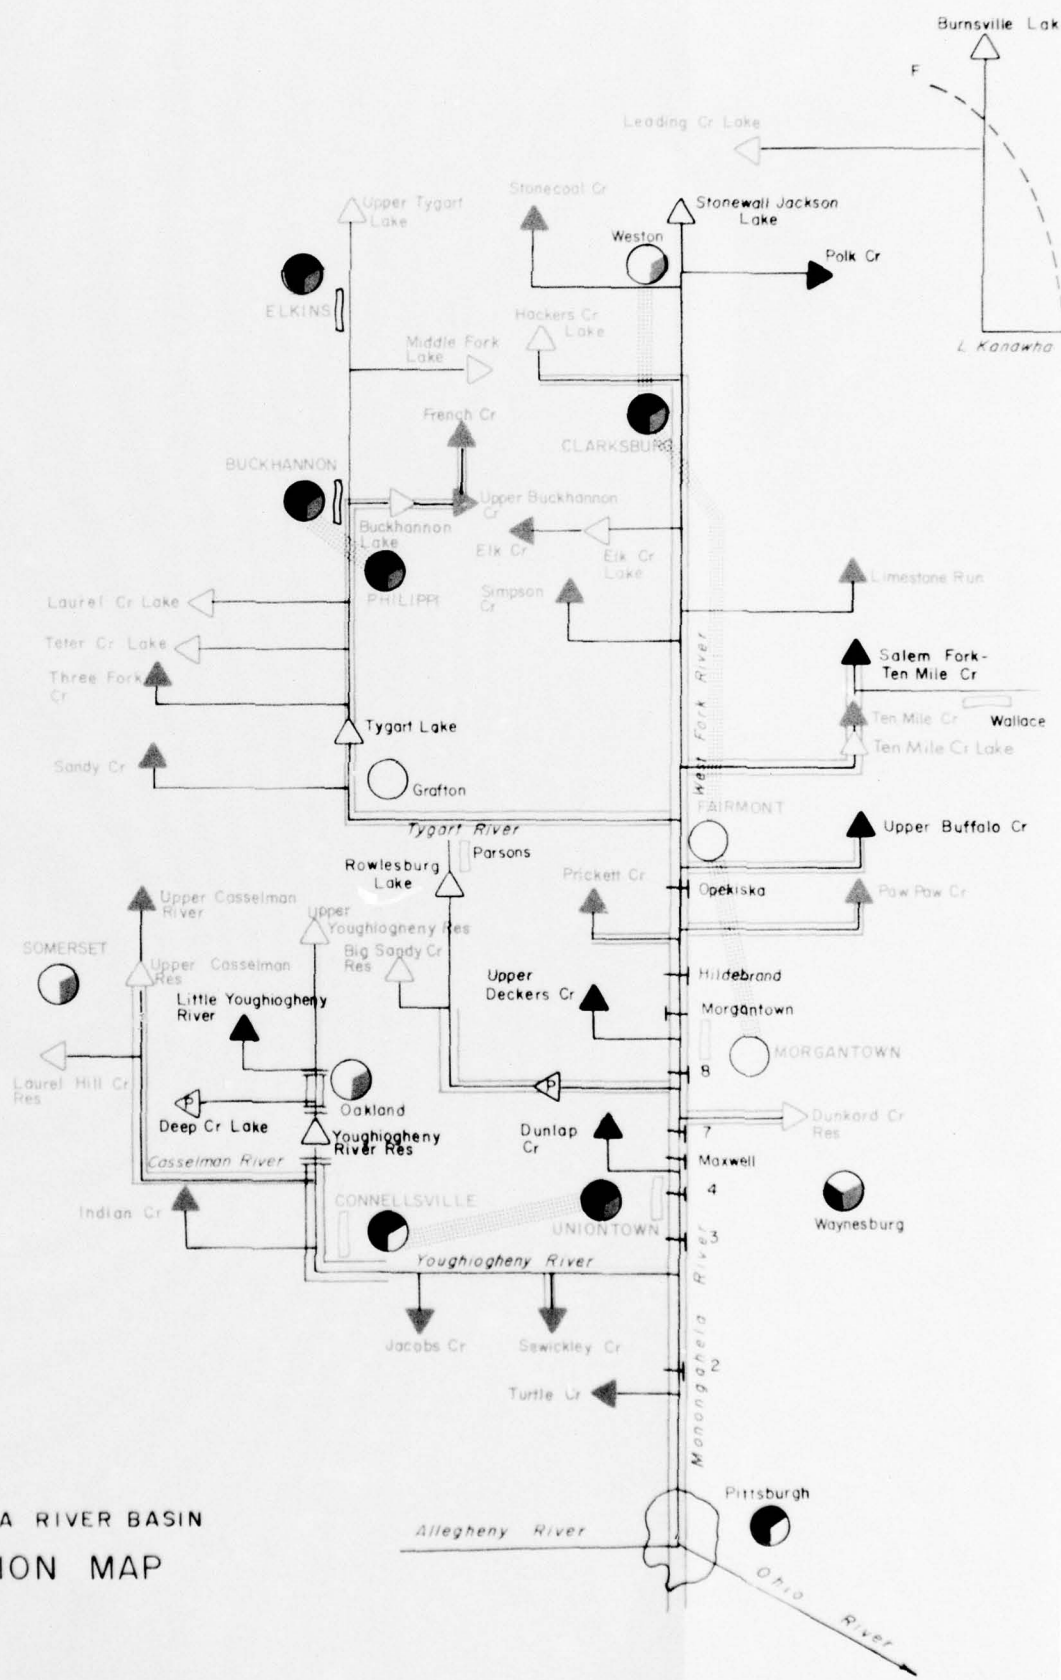 Burnsville Lak
F
Leading Cr Lake
Stonecoal Cr
Upper Tygart
Lake
Stonewall Jackson
Lake
Weston
Polk Cr
ELKINS
Hackers Cr
Lake
L Kanawha
Middle Fork
Lake
French Cr
CLARKSBURG
BUCKHANNON
Upper Buckhannon
Cr
Buckhannon
Lake
Elk Cr
Elk Cr
Lake
Limestone Run
PHILIPPI
Simpson
Cr
Laurel Cr Lake
Teter Cr Lake
Salem Fork-
Ten Mile Cr
Three Fork
Cr
West Fork River
Ten Mile Cr
Wallace
Tygart Lake
Ten Mile Cr Lake
Sandy Cr
Grafton
FAIRMONT
Tygart River
Upper Buffalo Cr
Parsons
Rowlesburg
Lake
Prickett Cr
Opekiska
Paw Paw Cr
Upper Casselman
River
Upper
Youghiogheny Res
SOMERSET
Big Sandy Cr
Res
Upper Casselman
Res
Upper
Deckers Cr
Hildebrand
Little Youghiogheny
River
Morgantown
MORGANTOWN
8
Laurel Hill Cr
Res
P
P
Oakland
Deep Cr Lake
Dunkard Cr
Res
Youghiogheny
River Res
Dunlap
Cr
7
Casselman River
Maxwell
4
CONNELLSVILLE
Indian Cr
UNIONTOWN
Waynesburg
3
Youghiogheny River
Jacobs Cr
Sewickley Cr
2
Turtle Cr
Monongahela River
Pittsburgh
A RIVER BASIN
ION MAP
Allegheny River
Ohio River